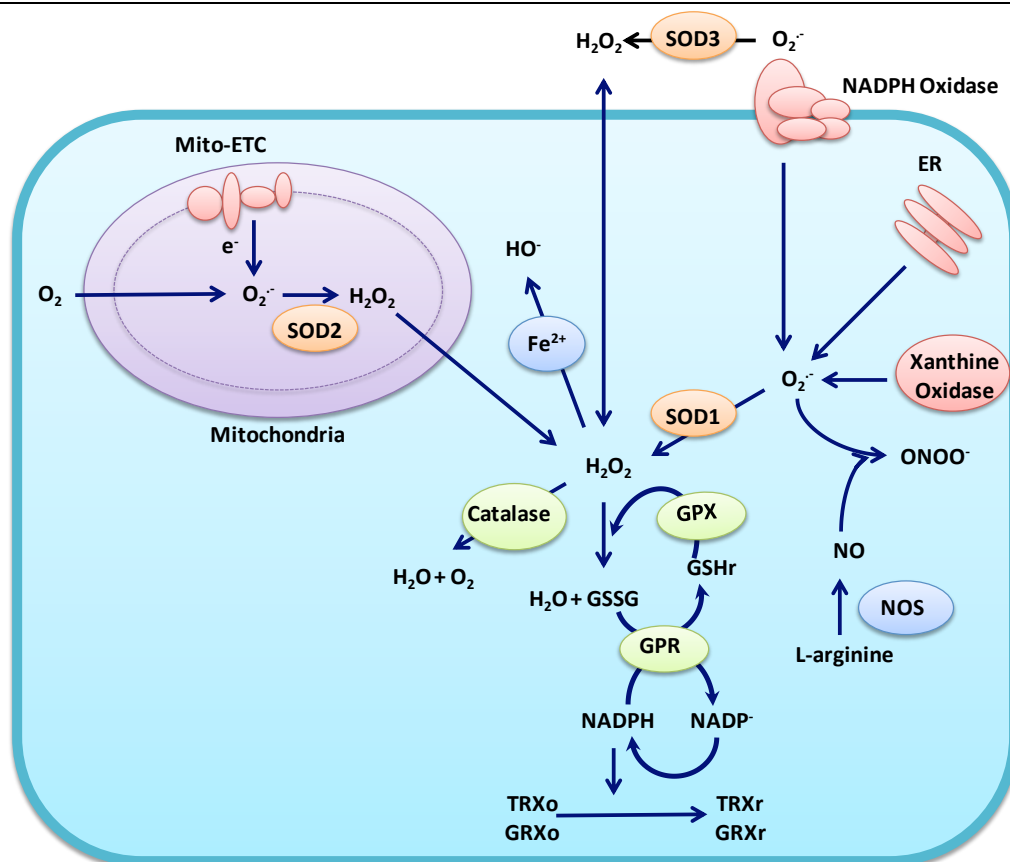 H₂O₂
SOD3
O₂·⁻
NADPH Oxidase
Mito-ETC
ER
e⁻
HO⁻
O₂
O₂·⁻
H₂O₂
SOD2
Fe²⁺
Xanthine
Oxidase
O₂·⁻
SOD1
Mitochondria
ONOO⁻
H₂O₂
Catalase
GPX
NO
H₂O + O₂
GSHr
H₂O + GSSG
NOS
GPR
L-arginine
NADPH
NADP⁻
TRXo
GRXo
TRXr
GRXr